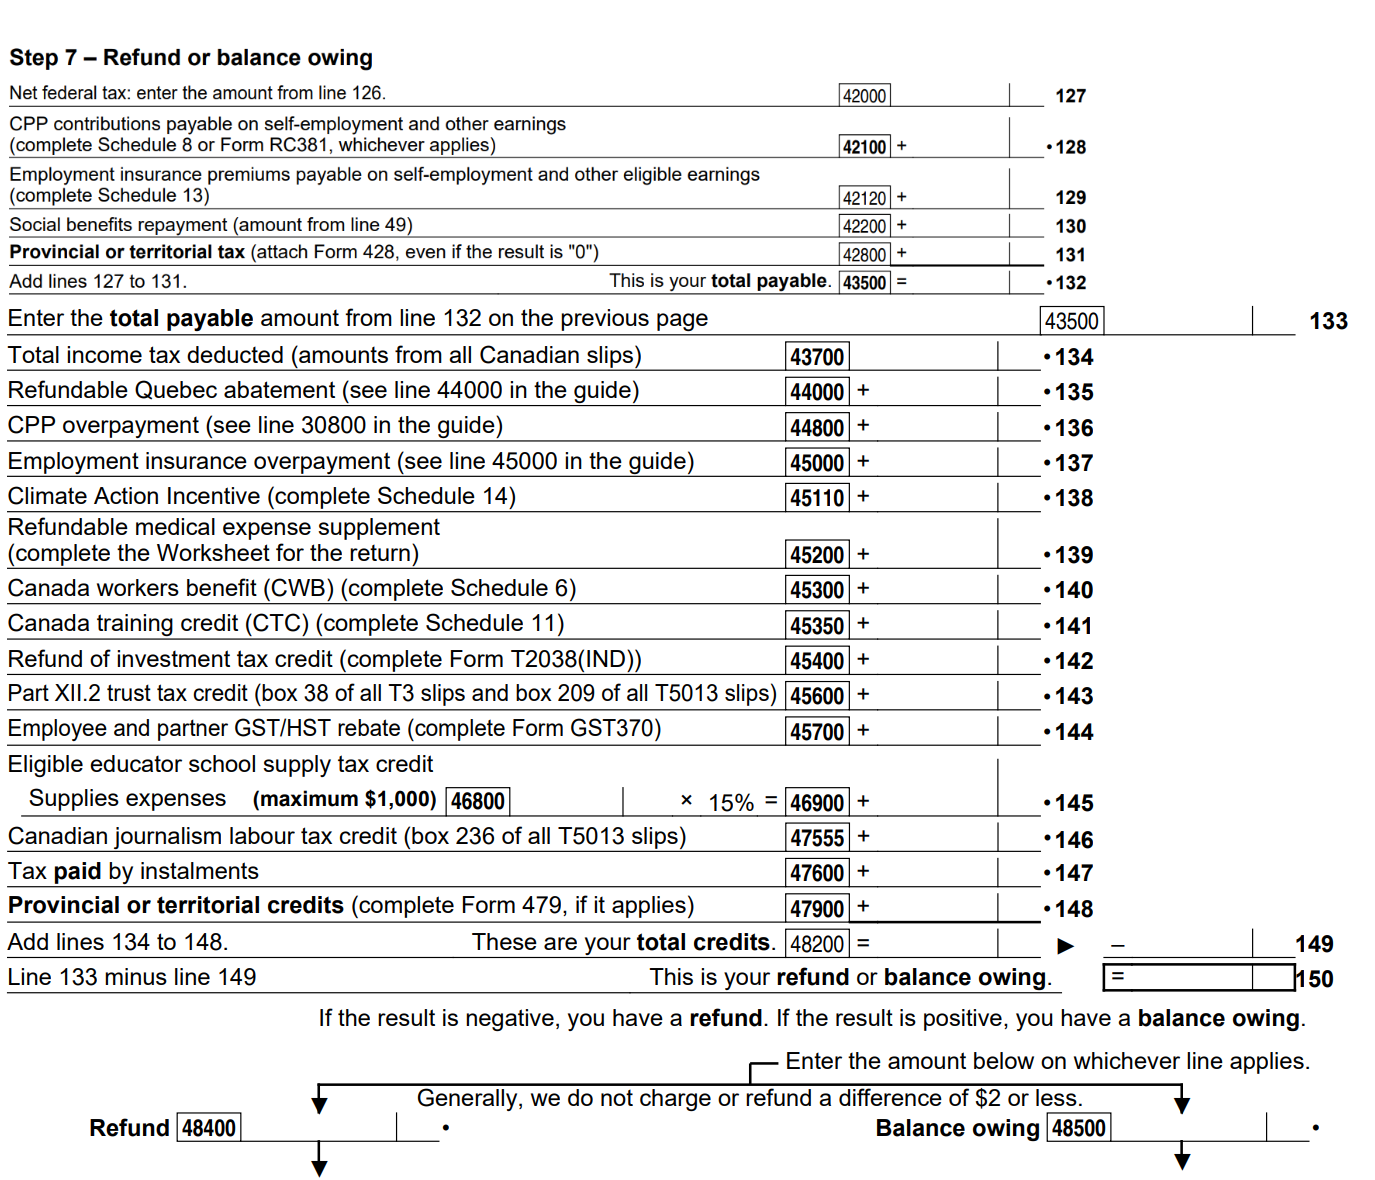 Step 7 – Refund or balance owing
Net federal tax: enter the amount from line 126. 42000 127
CPP contributions payable on self-employment and other earnings
(complete Schedule 8 or Form RC381, whichever applies) 42100 + •128
Employment insurance premiums payable on self-employment and other eligible earnings
(complete Schedule 13) 42120 + 129
Social benefits repayment (amount from line 49) 42200 + 130
Provincial or territorial tax (attach Form 428, even if the result is "0") 42800 + 131
Add lines 127 to 131. This is your total payable. 43500 = •132
Enter the total payable amount from line 132 on the previous page 43500 133
Total income tax deducted (amounts from all Canadian slips) 43700 •134
Refundable Quebec abatement (see line 44000 in the guide) 44000 + •135
CPP overpayment (see line 30800 in the guide) 44800 + •136
Employment insurance overpayment (see line 45000 in the guide) 45000 + •137
Climate Action Incentive (complete Schedule 14) 45110 + •138
Refundable medical expense supplement
(complete the Worksheet for the return) 45200 + •139
Canada workers benefit (CWB) (complete Schedule 6) 45300 + •140
Canada training credit (CTC) (complete Schedule 11) 45350 + •141
Refund of investment tax credit (complete Form T2038(IND)) 45400 + •142
Part XII.2 trust tax credit (box 38 of all T3 slips and box 209 of all T5013 slips) 45600 + •143
Employee and partner GST/HST rebate (complete Form GST370) 45700 + •144
Eligible educator school supply tax credit
Supplies expenses (maximum $1,000) 46800 × 15% = 46900 + •145
Canadian journalism labour tax credit (box 236 of all T5013 slips) 47555 + •146
Tax paid by instalments 47600 + •147
Provincial or territorial credits (complete Form 479, if it applies) 47900 + •148
Add lines 134 to 148. These are your total credits. 48200 = ► – 149
Line 133 minus line 149 This is your refund or balance owing. = 150
If the result is negative, you have a refund. If the result is positive, you have a balance owing.
Enter the amount below on whichever line applies.
Generally, we do not charge or refund a difference of $2 or less.
Refund 48400 • Balance owing 48500 •